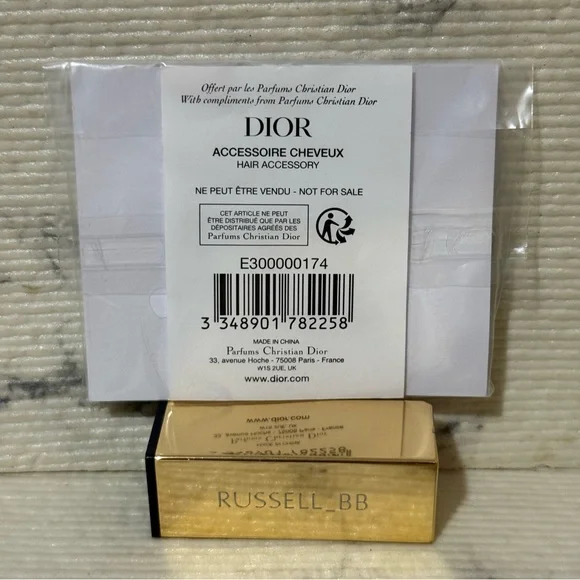 Offert par les Parfums Christian Dior
With compliments from Parfums Christian Dior
DIOR
ACCESSOIRE CHEVEUX
HAIR ACCESSORY
NE PEUT ÊTRE VENDU - NOT FOR SALE
CET ARTICLE NE PEUT
ÊTRE DISTRIBUÉ QUE PAR LES
DÉPOSITAIRES AGRÉÉS DES
Parfums Christian Dior
E300000174
3 348901 782258
MADE IN CHINA
Parfums Christian Dior
33, avenue Hoche - 75008 Paris - France
W1S 2UE, UK
www.dior.com
RUSSELL_BB